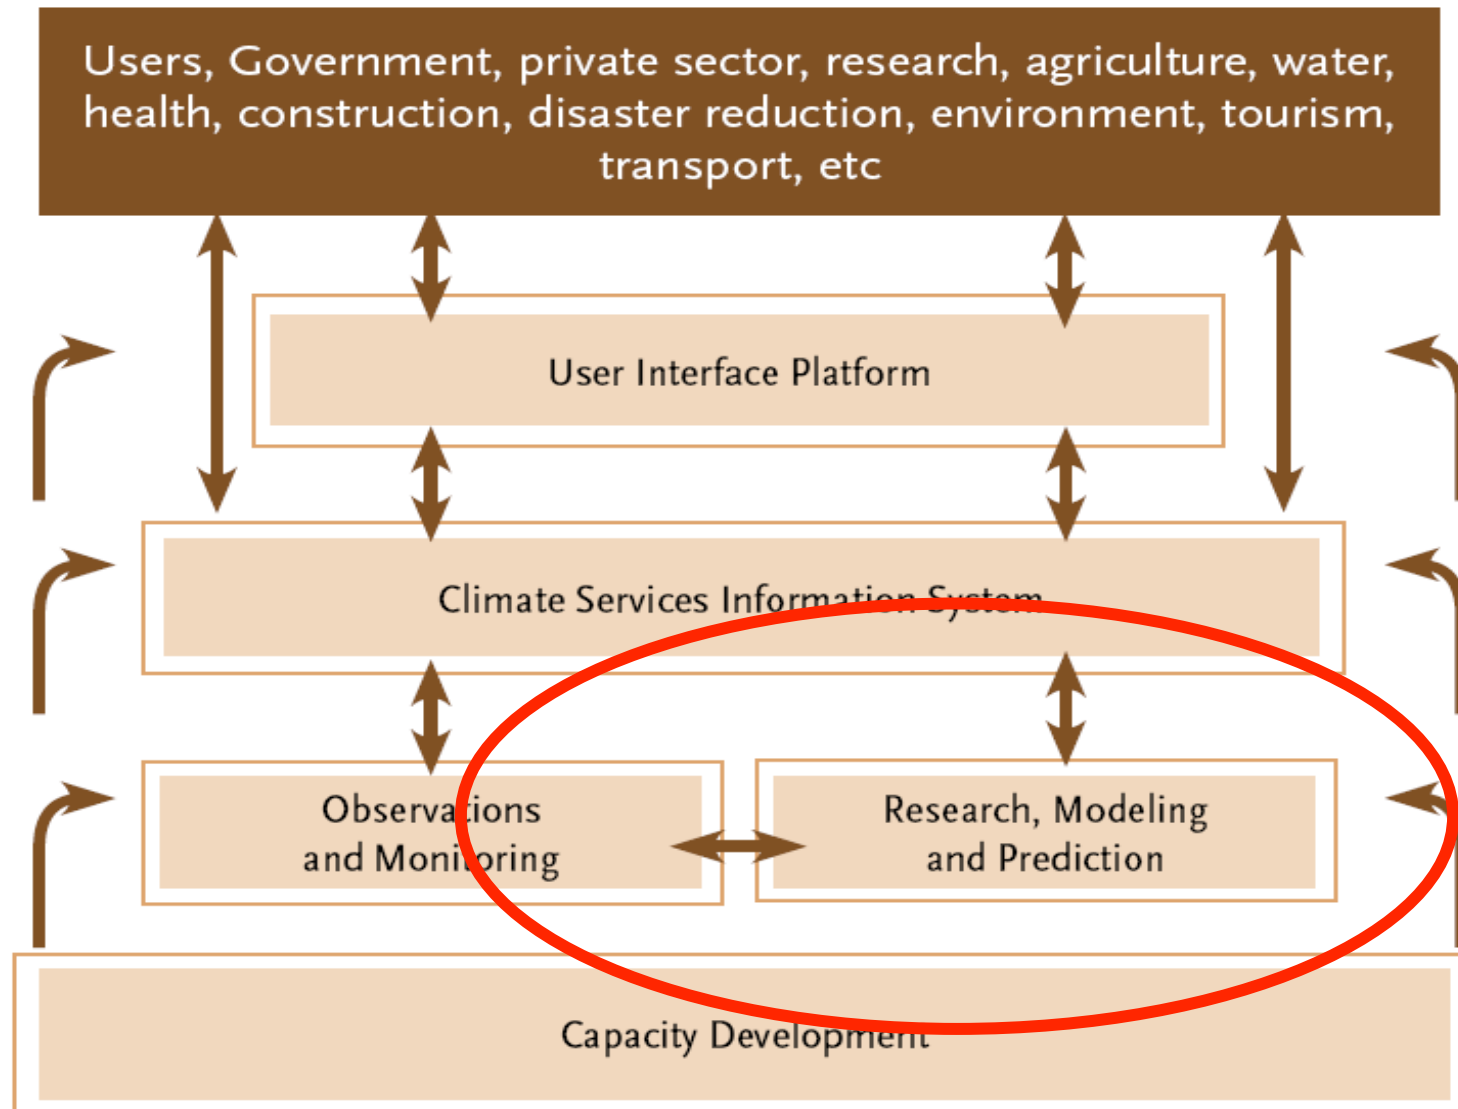 Users, Government, private sector, research, agriculture, water,
health, construction, disaster reduction, environment, tourism,
transport, etc
User Interface Platform
Climate Services Information System
Observations
and Monitoring
Research, Modeling
and Prediction
Capacity Development